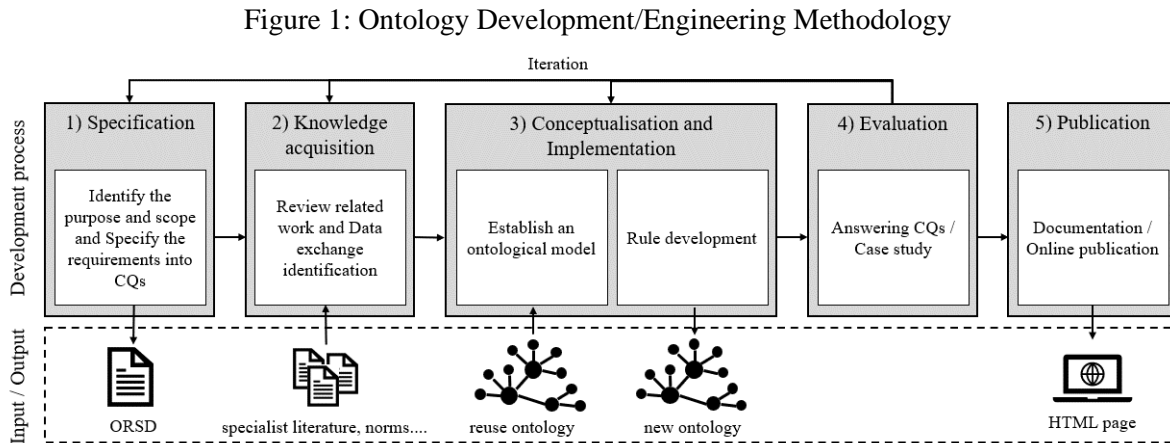 Figure 1: Ontology Development/Engineering Methodology
Iteration
Development process
1) Specification
Identify the
purpose and scope
and Specify the
requirements into
CQs
2) Knowledge
acquisition
Review related
work and Data
exchange
identification
3) Conceptualisation and
Implementation
Establish an
ontological model
Rule development
4) Evaluation
Answering CQs /
Case study
5) Publication
Documentation /
Online publication
Input / Output
ORSD
specialist literature, norms....
reuse ontology
new ontology
HTML page